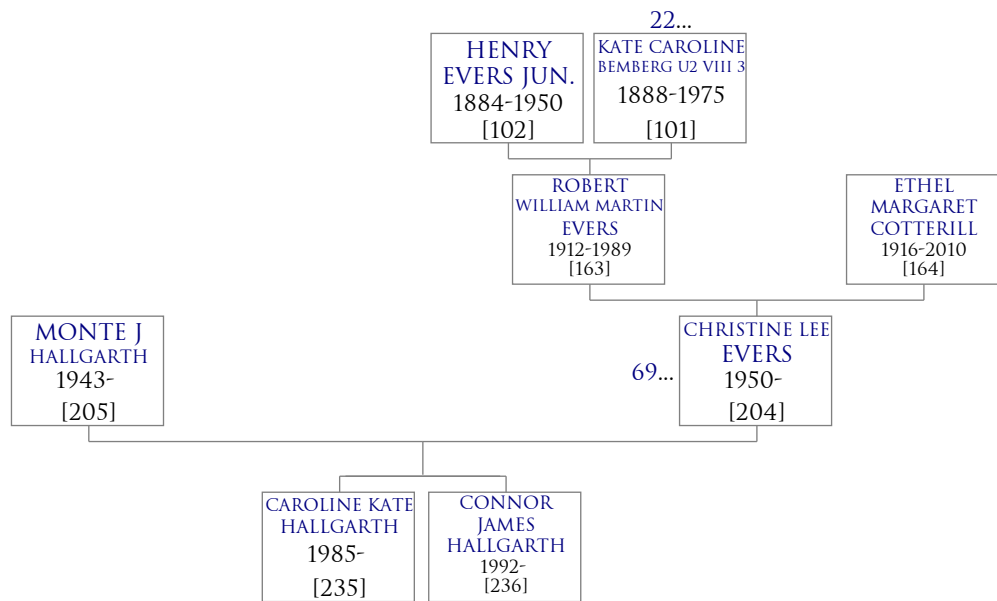 22...
HENRY
EVERS JUN.
1884-1950
[102]
KATE CAROLINE
BEMBERG U2 VIII 3
1888-1975
[101]
ROBERT
WILLIAM MARTIN
EVERS
1912-1989
[163]
ETHEL
MARGARET
COTTERILL
1916-2010
[164]
MONTE J
HALLGARTH
1943-
[205]
69...
CHRISTINE LEE
EVERS
1950-
[204]
CAROLINE KATE
HALLGARTH
1985-
[235]
CONNOR
JAMES
HALLGARTH
1992-
[236]